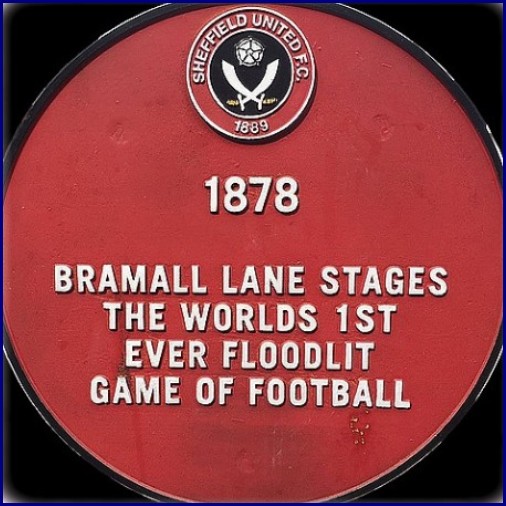 SHEFFIELD UNITED F.C.
1889
1878
BRAMALL LANE STAGES
THE WORLDS 1ST
EVER FLOODLIT
GAME OF FOOTBALL